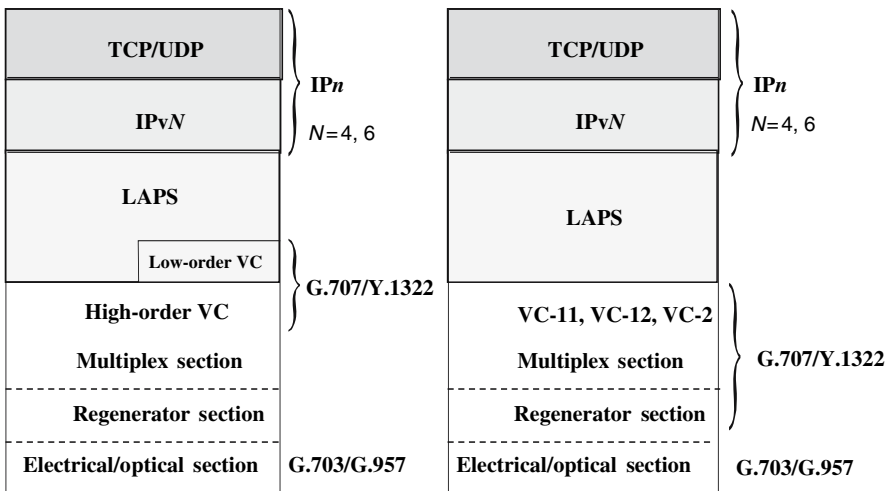 TCP/UDP
IPvN
IPn
N=4, 6
LAPS
Low-order VC
G.707/Y.1322
High-order VC
Multiplex section
Regenerator section
Electrical/optical section
G.703/G.957
TCP/UDP
IPvN
IPn
N=4, 6
LAPS
VC-11, VC-12, VC-2
Multiplex section
G.707/Y.1322
Regenerator section
Electrical/optical section
G.703/G.957